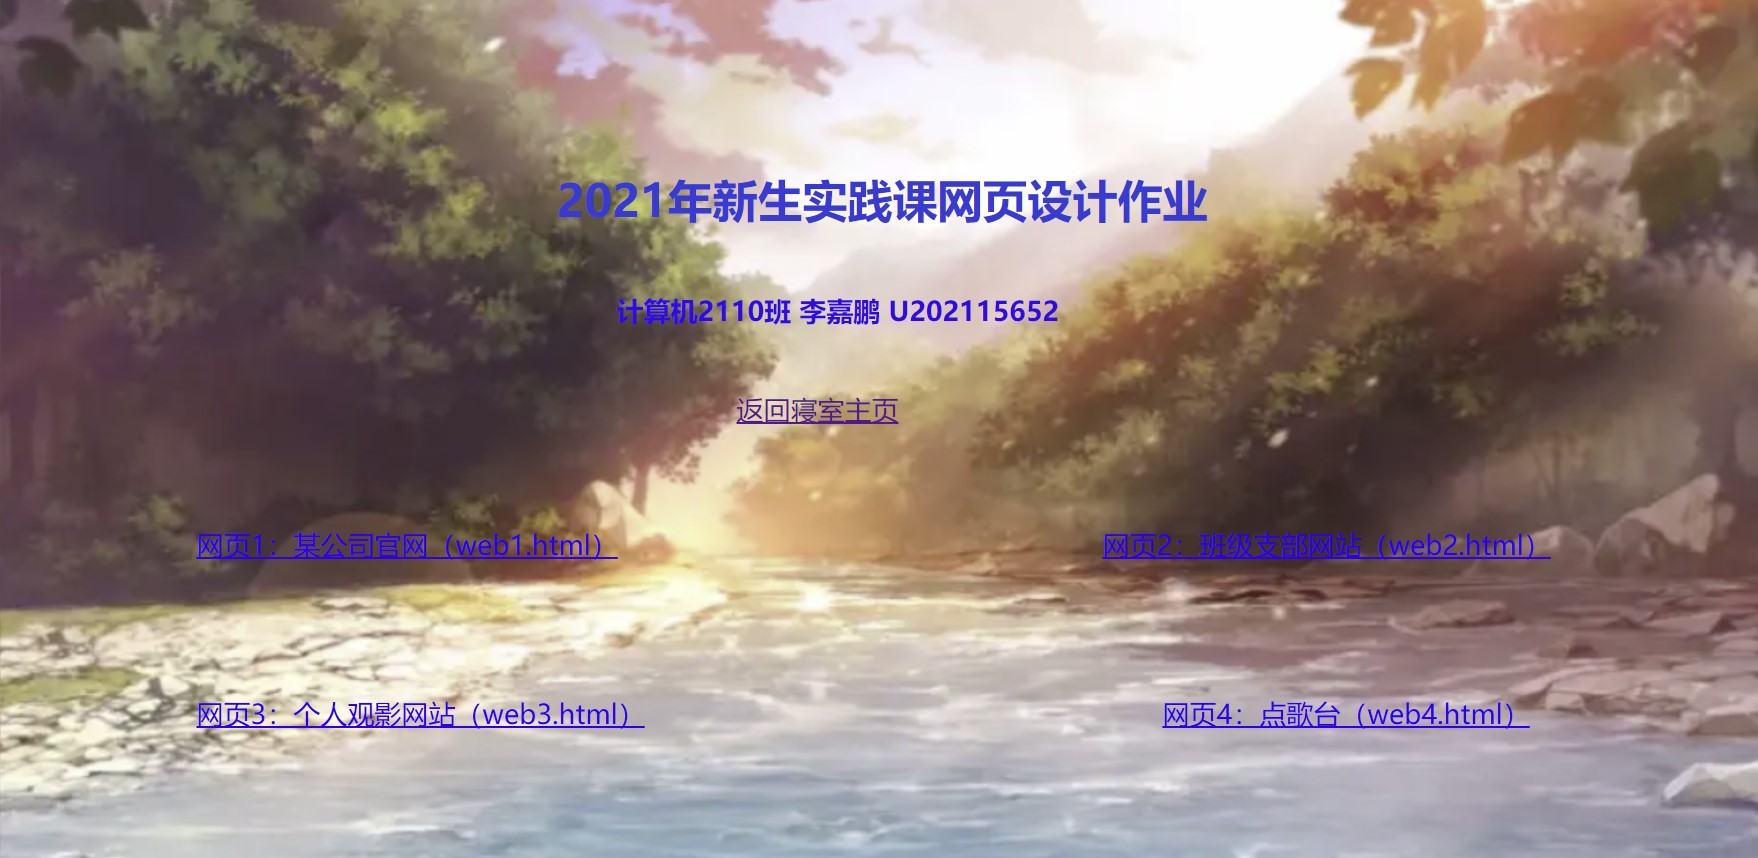 2021年新生实践课网页设计作业
计算机2110班 李嘉鹏 U202115652
返回寝室主页
网页1：某公司官网（web1.html）
网页2：班级支部网站（web2.html）
网页3：个人观影网站（web3.html）
网页4：点歌台（web4.html）